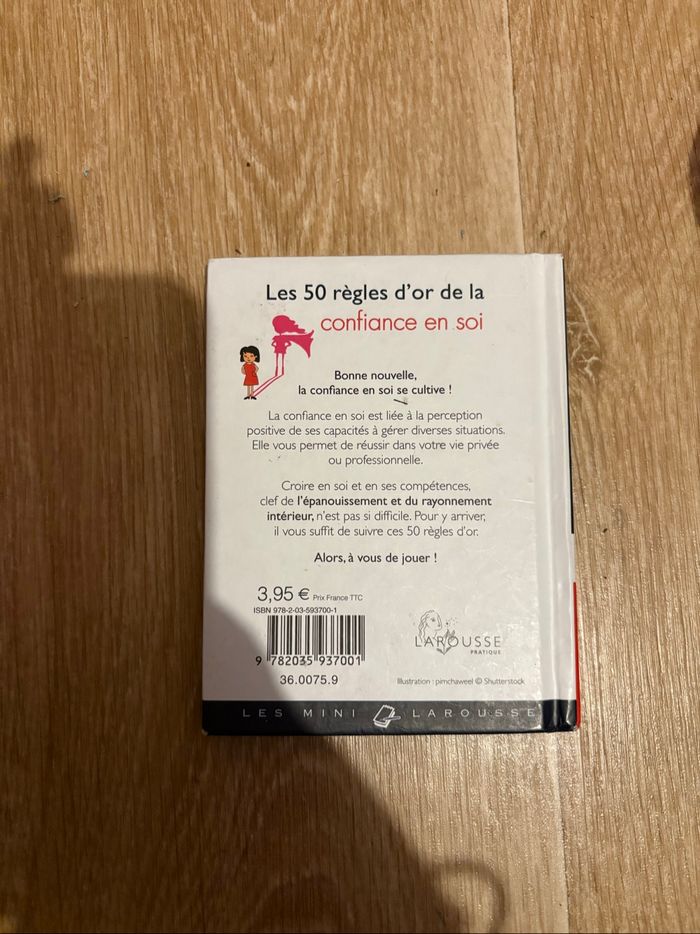 Les 50 règles d'or de la
confiance en soi
Bonne nouvelle,
la confiance en soi se cultive !
La confiance en soi est liée à la perception
positive de ses capacités à gérer diverses situations.
Elle vous permet de réussir dans votre vie privée
ou professionnelle.
Croire en soi et en ses compétences,
clef de l'épanouissement et du rayonnement
intérieur, n'est pas si difficile. Pour y arriver,
il vous suffit de suivre ces 50 règles d'or.
Alors, à vous de jouer !
3,95 € Prix France TTC
ISBN 978-2-03-593700-1
9 782035 937001
36.0075.9
LAROUSSE
PRATIQUE
Illustration : pimchaweel © Shutterstock
LES MINI LAROUSSE